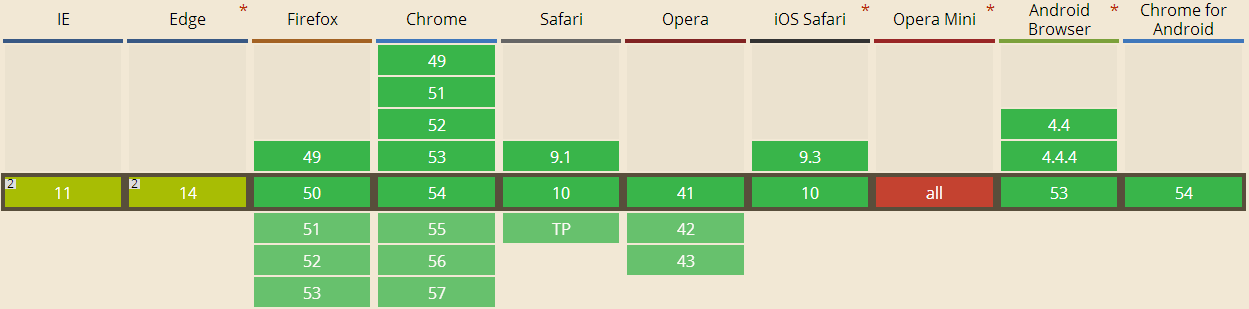 IE Edge * Firefox Chrome Safari Opera iOS Safari * Opera Mini * Android Browser * Chrome for Android
49
51
52 4.4
49 53 9.1 9.3 4.4.4
2 11 2 14 50 54 10 41 10 all 53 54
51 55 TP 42
52 56 43
53 57